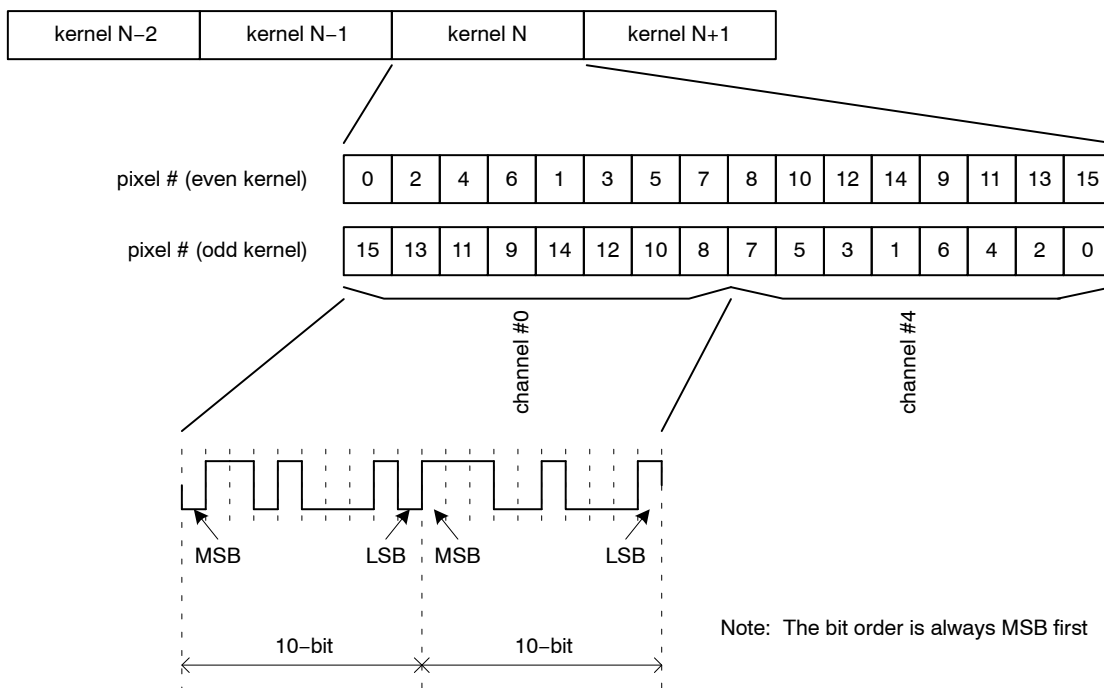 kernel N−2 kernel N−1 kernel N kernel N+1
pixel # (even kernel) 0 2 4 6 1 3 5 7 8 10 12 14 9 11 13 15
pixel # (odd kernel) 15 13 11 9 14 12 10 8 7 5 3 1 6 4 2 0
channel #0
channel #4
MSB LSB MSB LSB
Note: The bit order is always MSB first
10−bit 10−bit